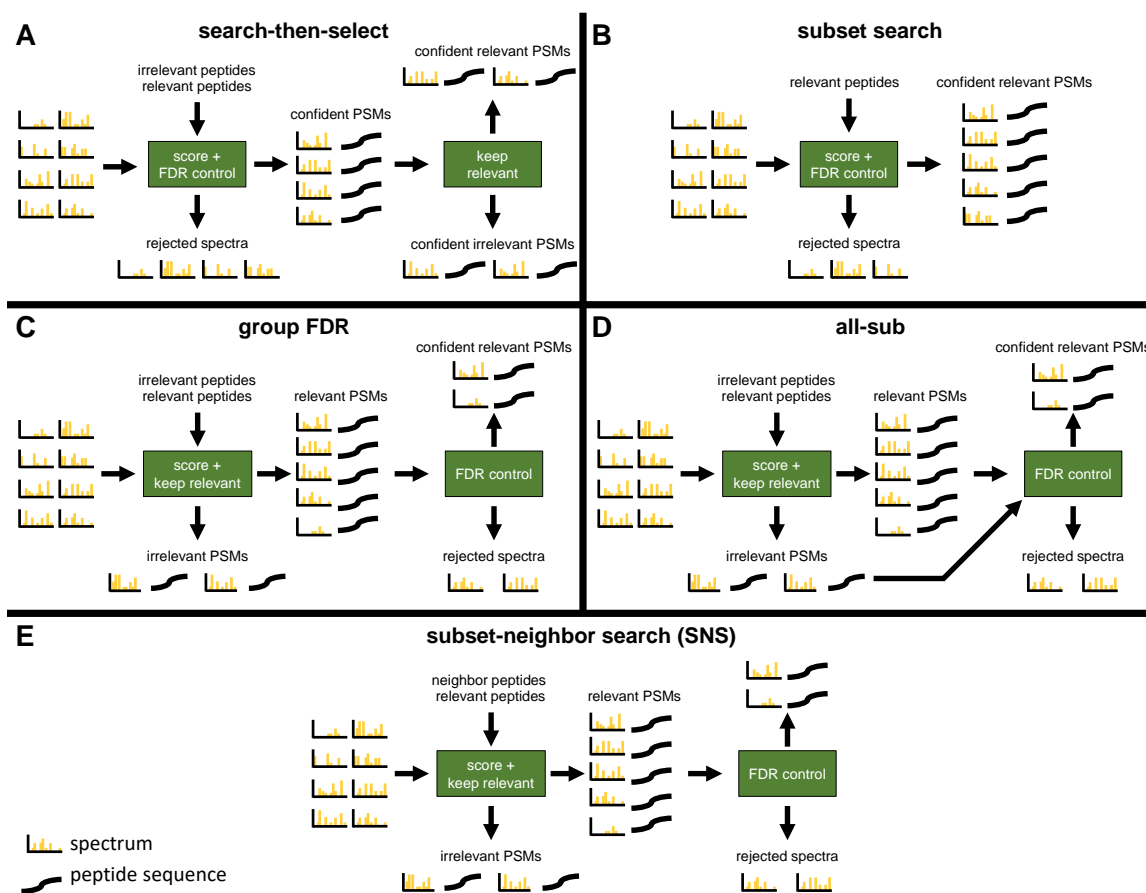 A
search-then-select
irrelevant peptides
relevant peptides
score +
FDR control
rejected spectra
confident PSMs
keep
relevant
confident relevant PSMs
confident irrelevant PSMs
B
subset search
relevant peptides
score +
FDR control
rejected spectra
confident relevant PSMs
C
group FDR
irrelevant peptides
relevant peptides
score +
keep relevant
irrelevant PSMs
relevant PSMs
FDR control
confident relevant PSMs
rejected spectra
D
all-sub
irrelevant peptides
relevant peptides
score +
keep relevant
irrelevant PSMs
relevant PSMs
FDR control
confident relevant PSMs
rejected spectra
E
subset-neighbor search (SNS)
neighbor peptides
relevant peptides
score +
keep relevant
irrelevant PSMs
relevant PSMs
FDR control
rejected spectra
spectrum
peptide sequence